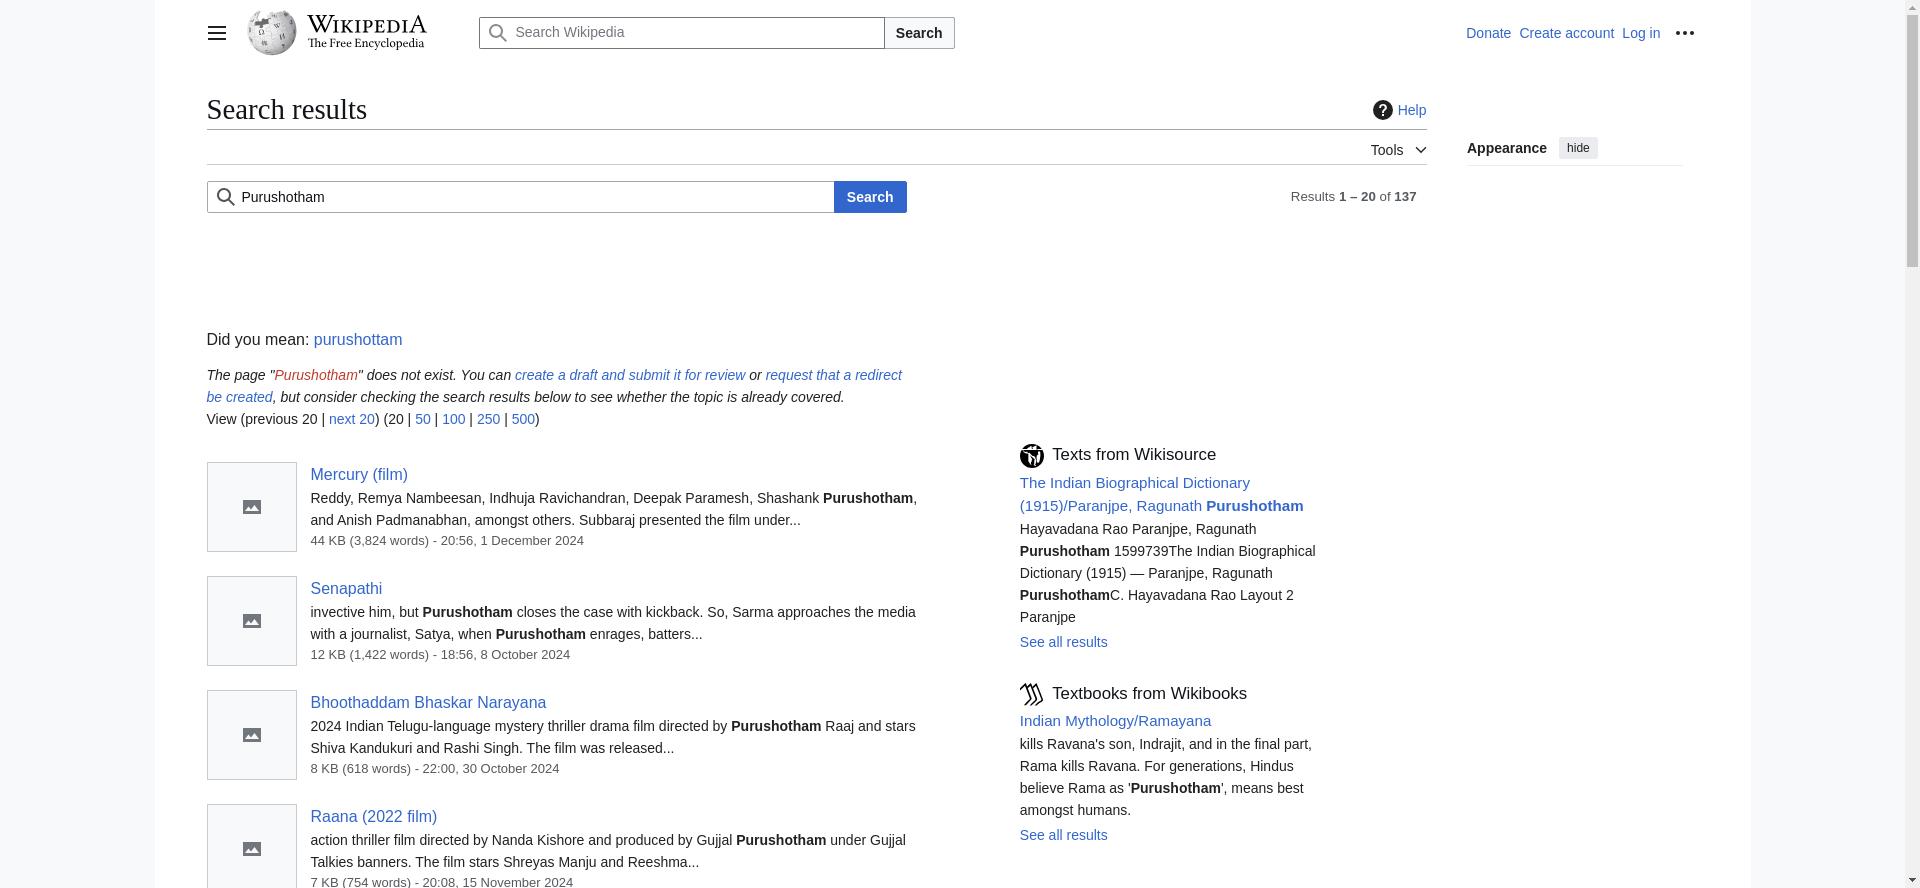 WIKIPEDIA
The Free Encyclopedia
Search Wikipedia
Search
Donate Create account Log in
Search results
Help
Tools
Appearance hide
Purushotham
Search
Results 1 – 20 of 137
Did you mean: purushottam
The page "Purushotham" does not exist. You can create a draft and submit it for review or request that a redirect
be created, but consider checking the search results below to see whether the topic is already covered.
View (previous 20 | next 20) (20 | 50 | 100 | 250 | 500)
Mercury (film)
Reddy, Remya Nambeesan, Indhuja Ravichandran, Deepak Paramesh, Shashank Purushotham,
and Anish Padmanabhan, amongst others. Subbaraj presented the film under...
44 KB (3,824 words) - 20:56, 1 December 2024
Senapathi
invective him, but Purushotham closes the case with kickback. So, Sarma approaches the media
with a journalist, Satya, when Purushotham enrages, batters...
12 KB (1,422 words) - 18:56, 8 October 2024
Bhoothaddam Bhaskar Narayana
2024 Indian Telugu-language mystery thriller drama film directed by Purushotham Raaj and stars
Shiva Kandukuri and Rashi Singh. The film was released...
8 KB (618 words) - 22:00, 30 October 2024
Raana (2022 film)
action thriller film directed by Nanda Kishore and produced by Gujjal Purushotham under Gujjal
Talkies banners. The film stars Shreyas Manju and Reeshma...
7 KB (754 words) - 20:08, 15 November 2024
Texts from Wikisource
The Indian Biographical Dictionary
(1915)/Paranjpe, Ragunath Purushotham
Hayavadana Rao Paranjpe, Ragunath
Purushotham 1599739The Indian Biographical
Dictionary (1915) — Paranjpe, Ragunath
PurushothamC. Hayavadana Rao Layout 2
Paranjpe
See all results
Textbooks from Wikibooks
Indian Mythology/Ramayana
kills Ravana's son, Indrajit, and in the final part,
Rama kills Ravana. For generations, Hindus
believe Rama as 'Purushotham', means best
amongst humans.
See all results